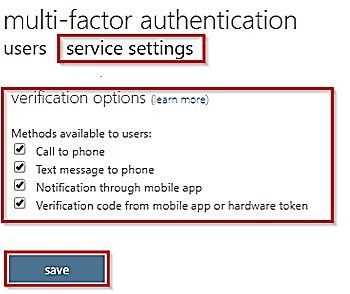 multi-factor authentication
users service settings
verification options (learn more)
Methods available to users:
Call to phone
Text message to phone
Notification through mobile app
Verification code from mobile app or hardware token
save